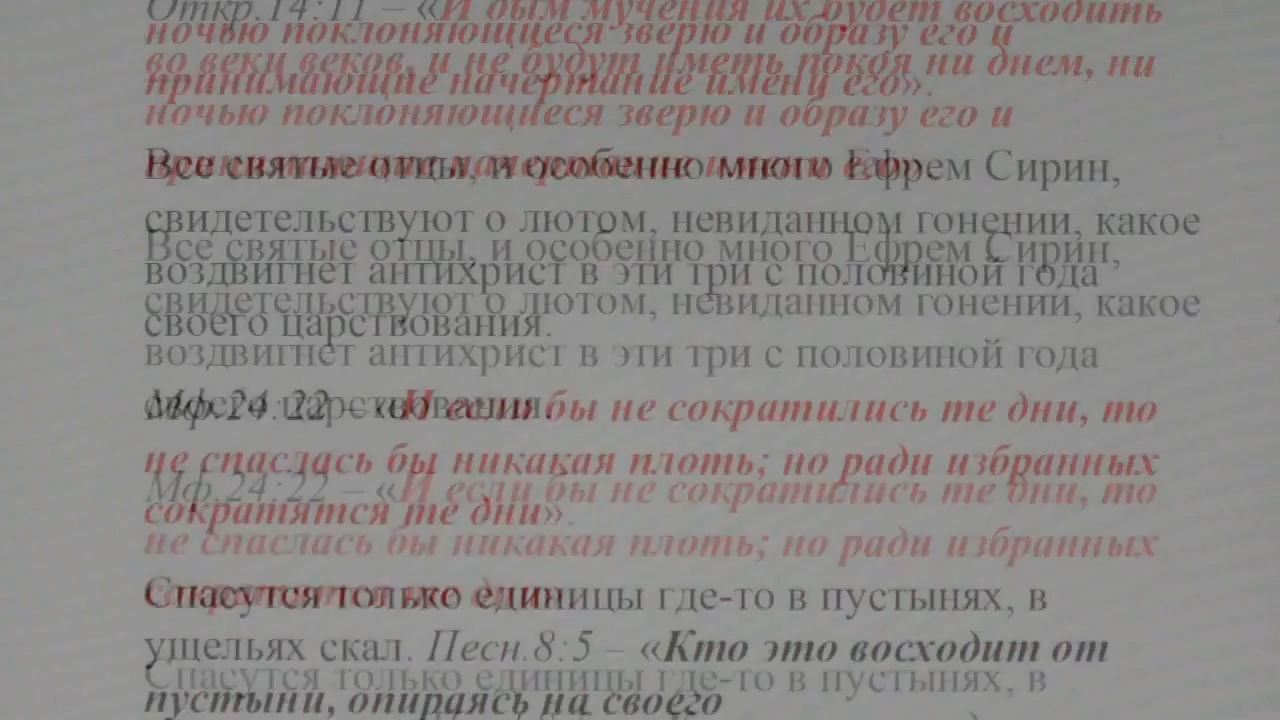 Откр.14:11 – «И дым мучения их будет восходить
во веки веков, и не будут иметь покоя ни днем, ни
ночью поклоняющиеся зверю и образу его и
принимающие начертание имени его».
Все святые отцы, и особенно много Ефрем Сирин,
свидетельствуют о лютом, невиданном гонении, какое
воздвигнет антихрист в эти три с половиной года
своего царствования.
Мф.24:22 – «И если бы не сократились те дни, то
не спаслась бы никакая плоть; но ради избранных
сократятся те дни».
Спасутся только единицы где-то в пустынях, в
ущельях скал. Песн.8:5 – «Кто это восходит от
пустыни, опираясь на своего